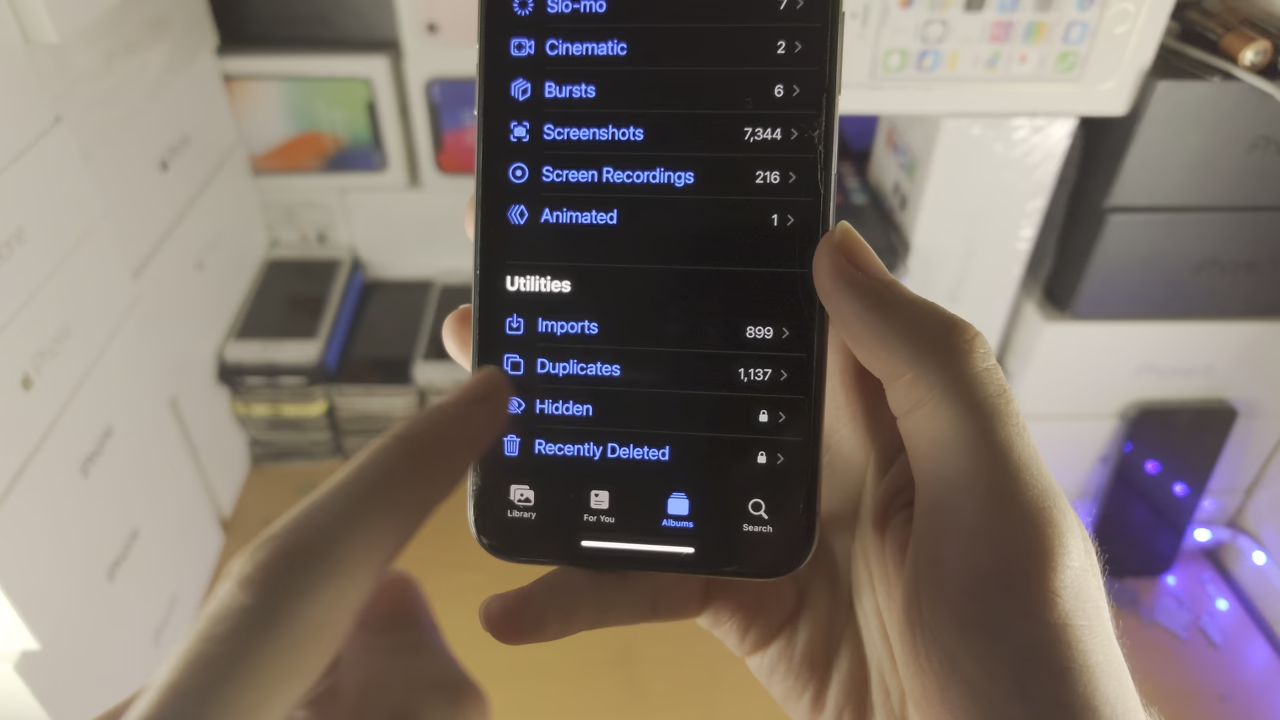 Slo-mo 7
Cinematic 2
Bursts 6
Screenshots 7,344
Screen Recordings 216
Animated 1
Utilities
Imports 899
Duplicates 1,137
Hidden
Recently Deleted
Library For You Albums Search